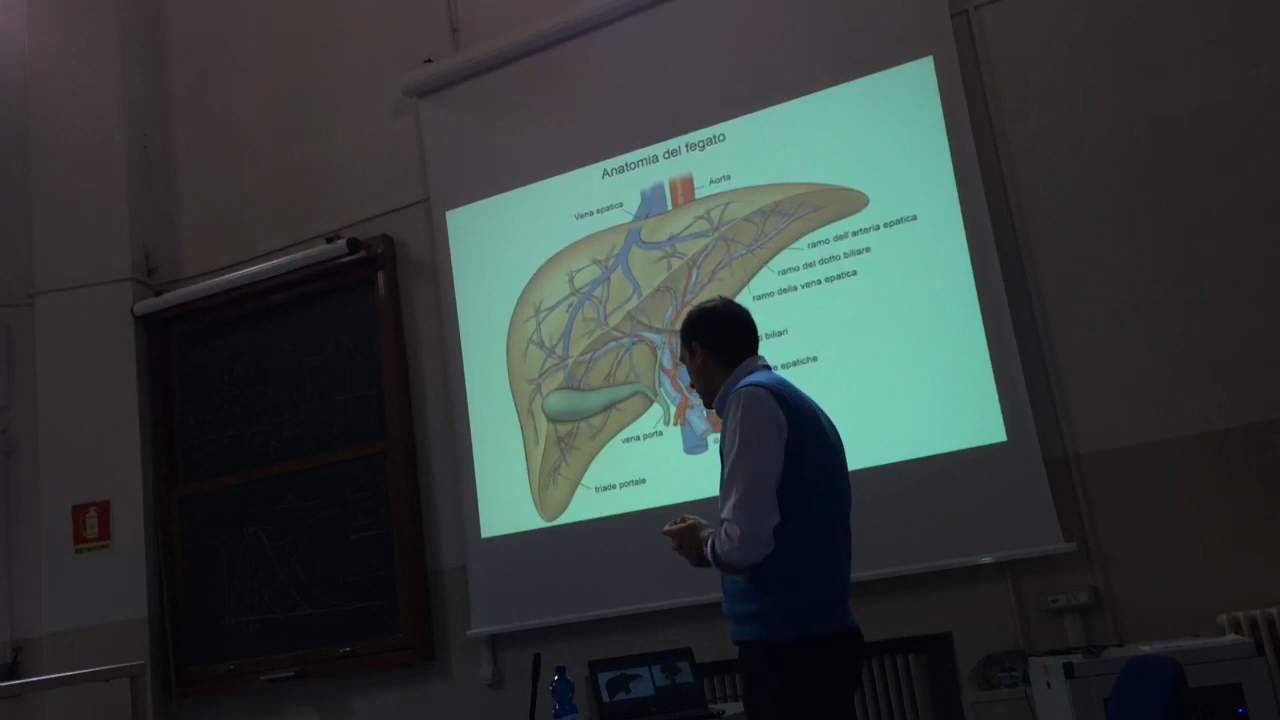 Anatomia del fegato
Aorta
Vena epatica
ramo dell'arteria epatica
ramo del dotto biliare
ramo della vena epatica
biliari
epatiche
vena porta
triade portale
ESTINTORE